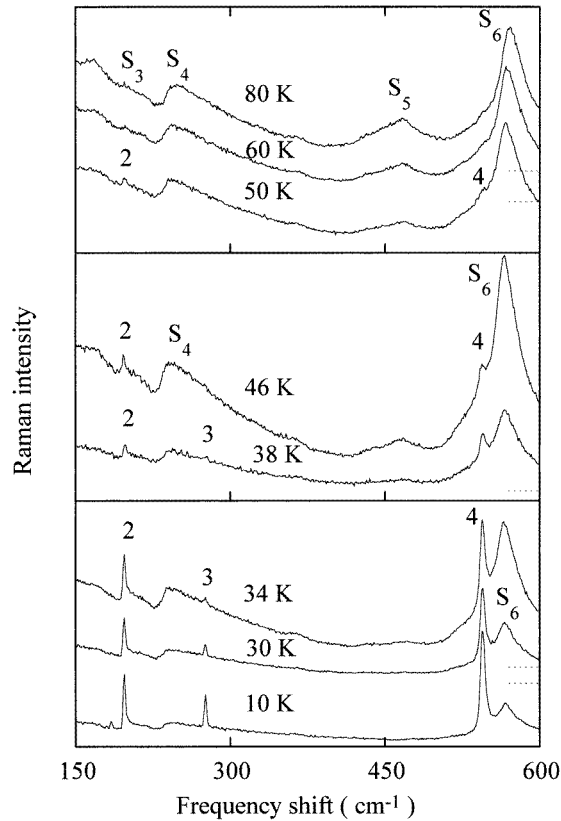 S6
S3 S4
80 K
S5
60 K
2
50 K
4
S6
2 S4
4
46 K
2 3
38 K
2
4
3
34 K
S6
30 K
10 K
Raman intensity
150 300 450 600
Frequency shift ( cm-1 )